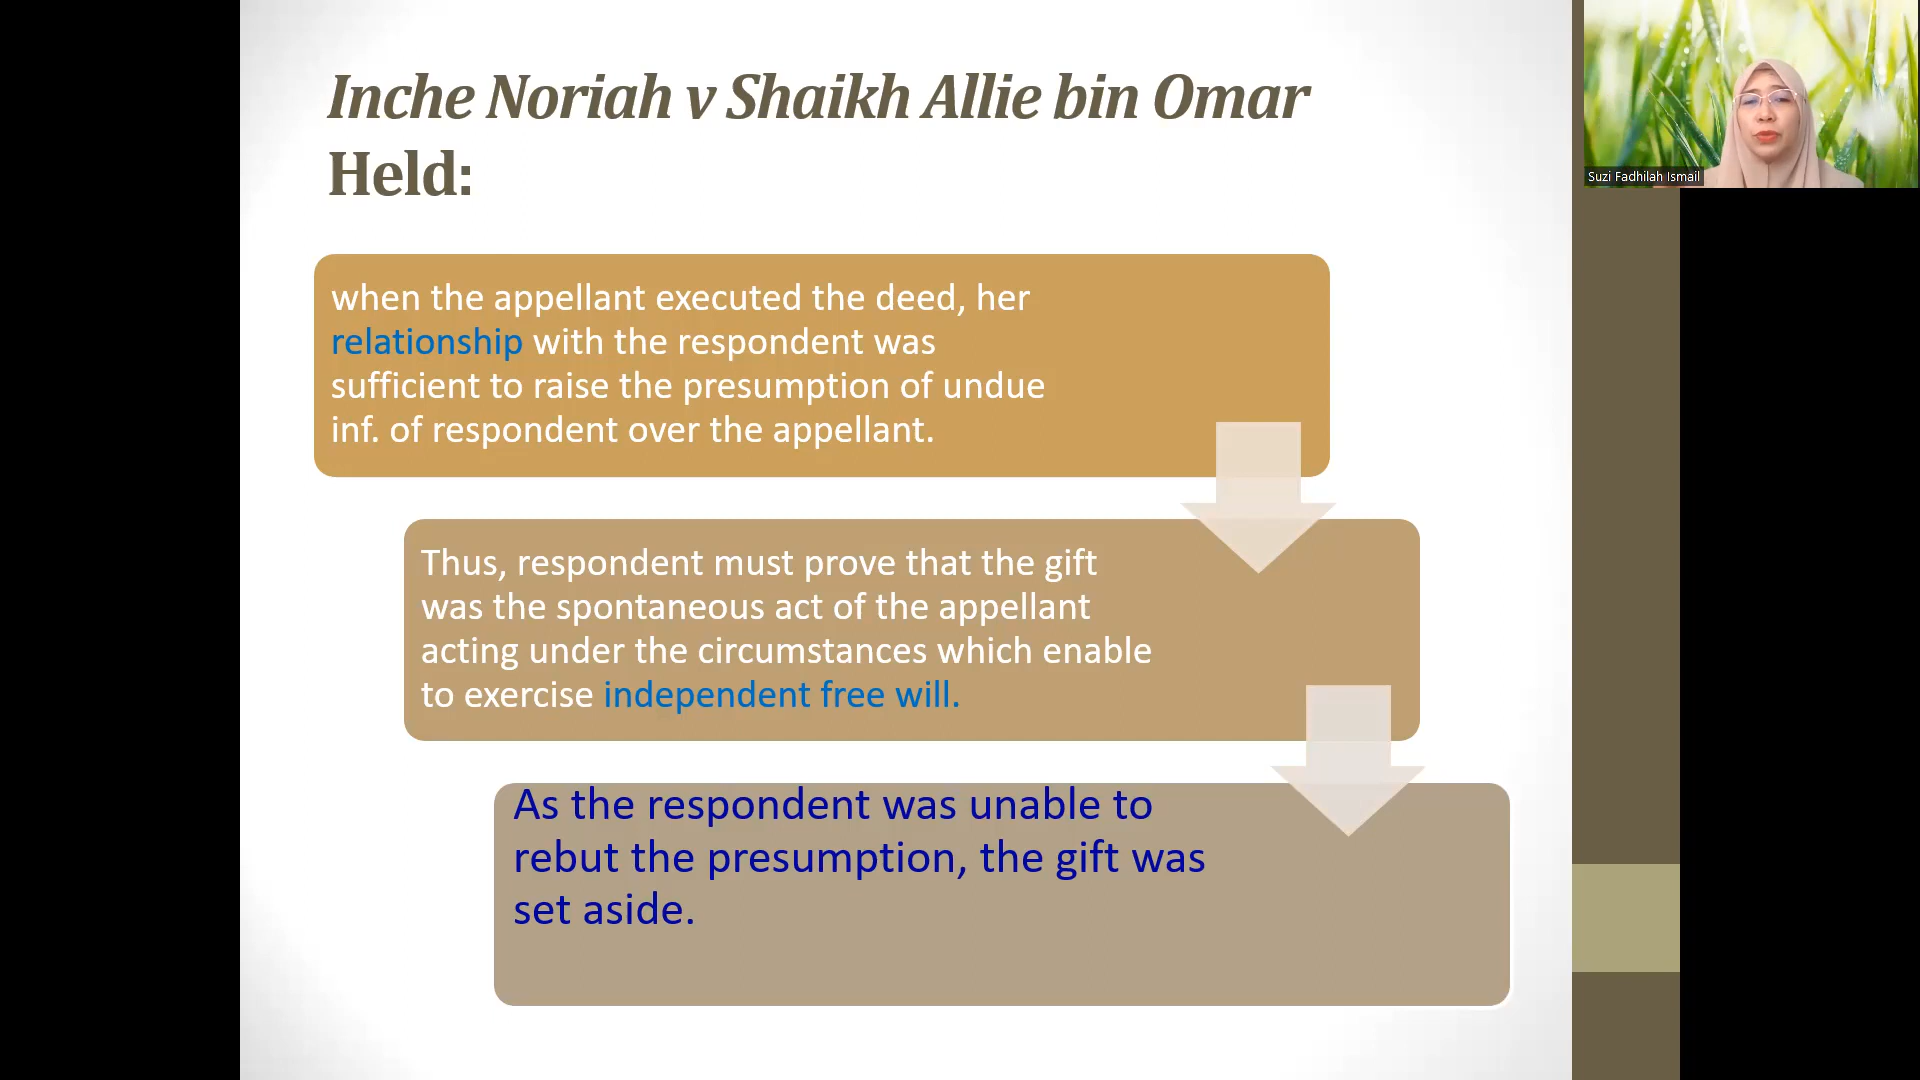 Inche Noriah v Shaikh Allie bin Omar
Held:
Suzi Fadhilah Ismail
when the appellant executed the deed, her
relationship with the respondent was
sufficient to raise the presumption of undue
inf. of respondent over the appellant.
Thus, respondent must prove that the gift
was the spontaneous act of the appellant
acting under the circumstances which enable
to exercise independent free will.
As the respondent was unable to
rebut the presumption, the gift was
set aside.